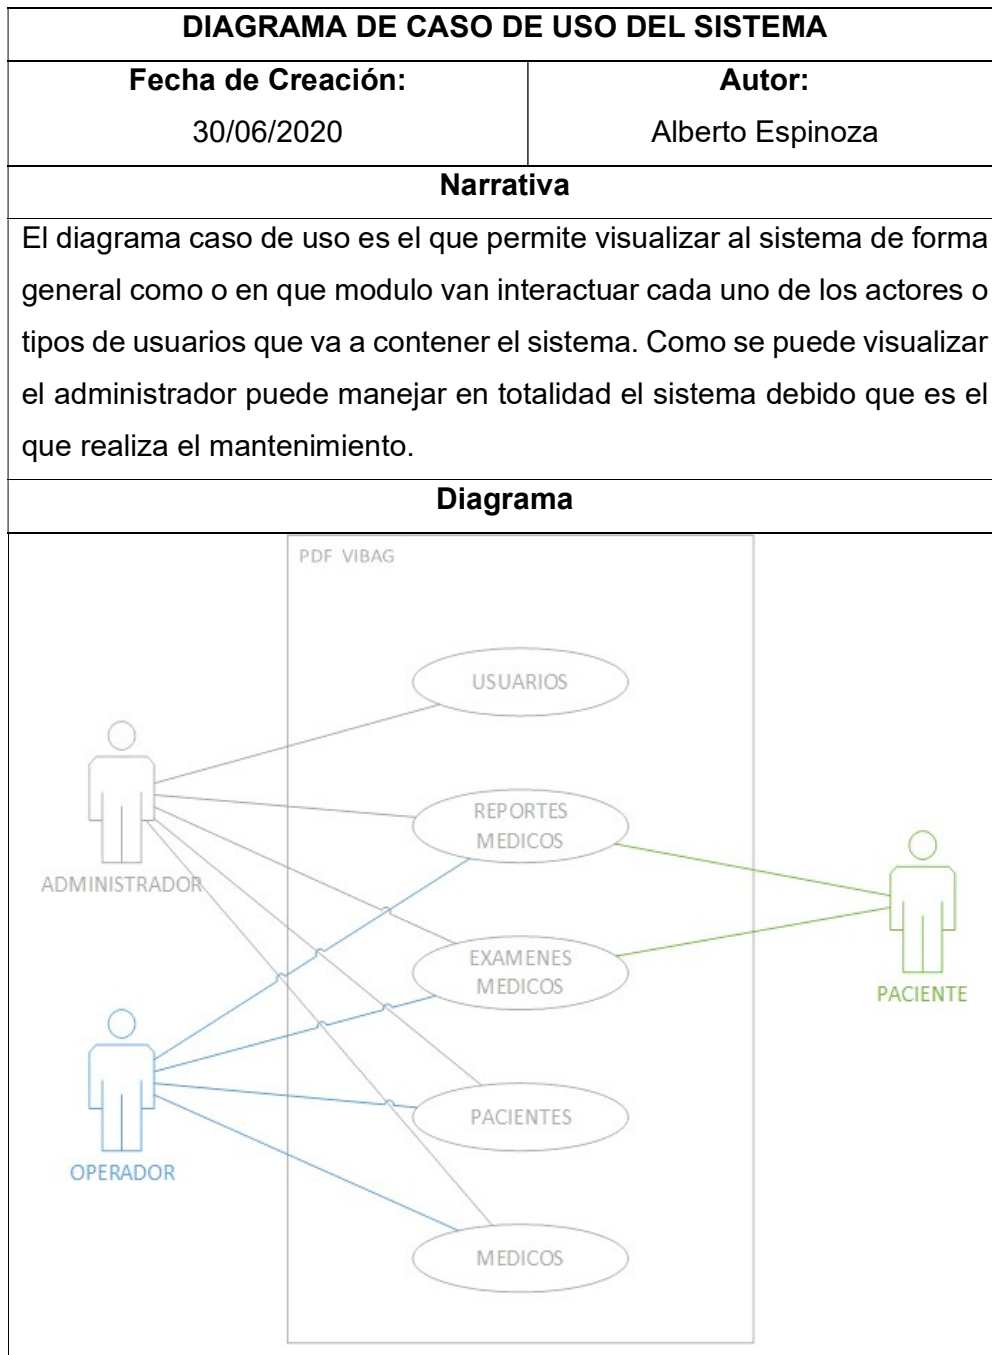 DIAGRAMA DE CASO DE USO DEL SISTEMA
Fecha de Creación:
30/06/2020
Autor:
Alberto Espinoza
Narrativa
El diagrama caso de uso es el que permite visualizar al sistema de forma
general como o en que modulo van interactuar cada uno de los actores o
tipos de usuarios que va a contener el sistema. Como se puede visualizar
el administrador puede manejar en totalidad el sistema debido que es el
que realiza el mantenimiento.
Diagrama
PDF VIBAG
USUARIOS
REPORTES
MEDICOS
ADMINISTRADOR
EXAMENES
MEDICOS
PACIENTE
PACIENTES
OPERADOR
MEDICOS